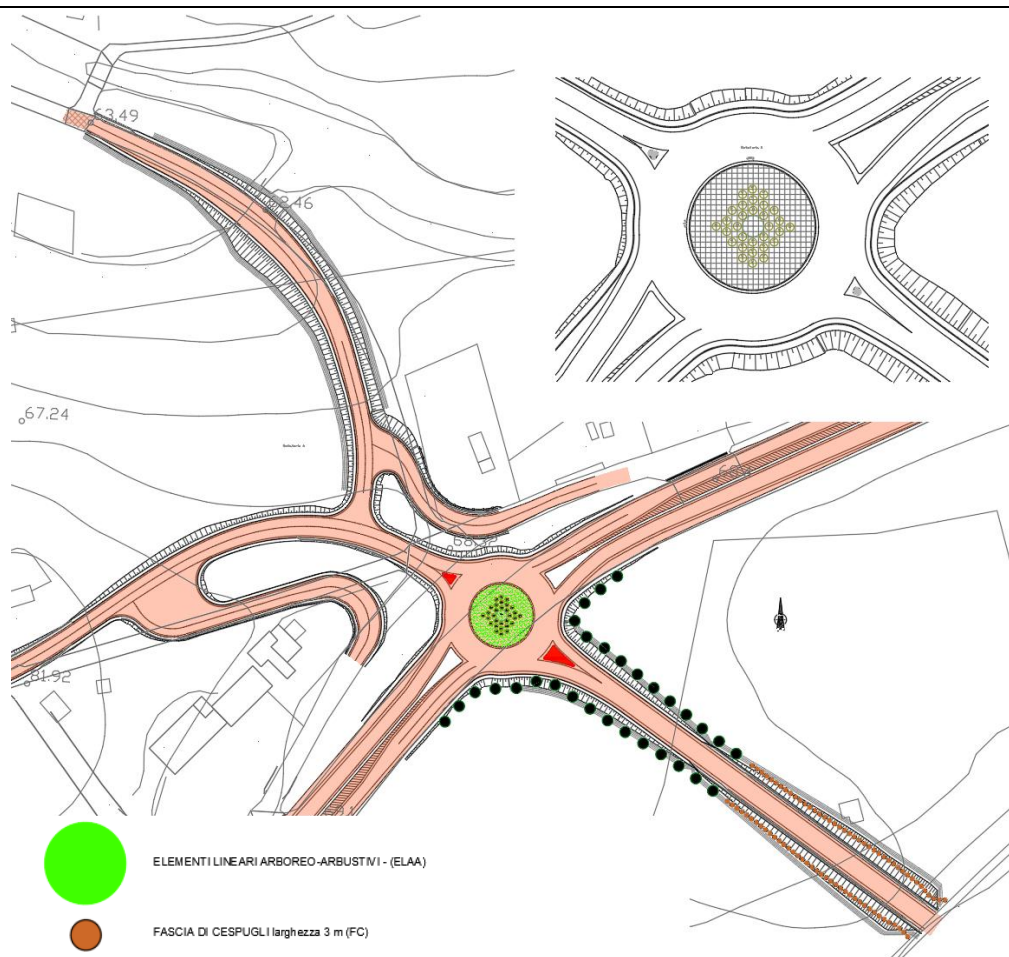 63.49
67.24
81.92
ELEMENTI LINEARI ARBOREO-ARBUSTIVI - (ELAA)
FASCIA DI CESPUGLI larghezza 3 m (FC)